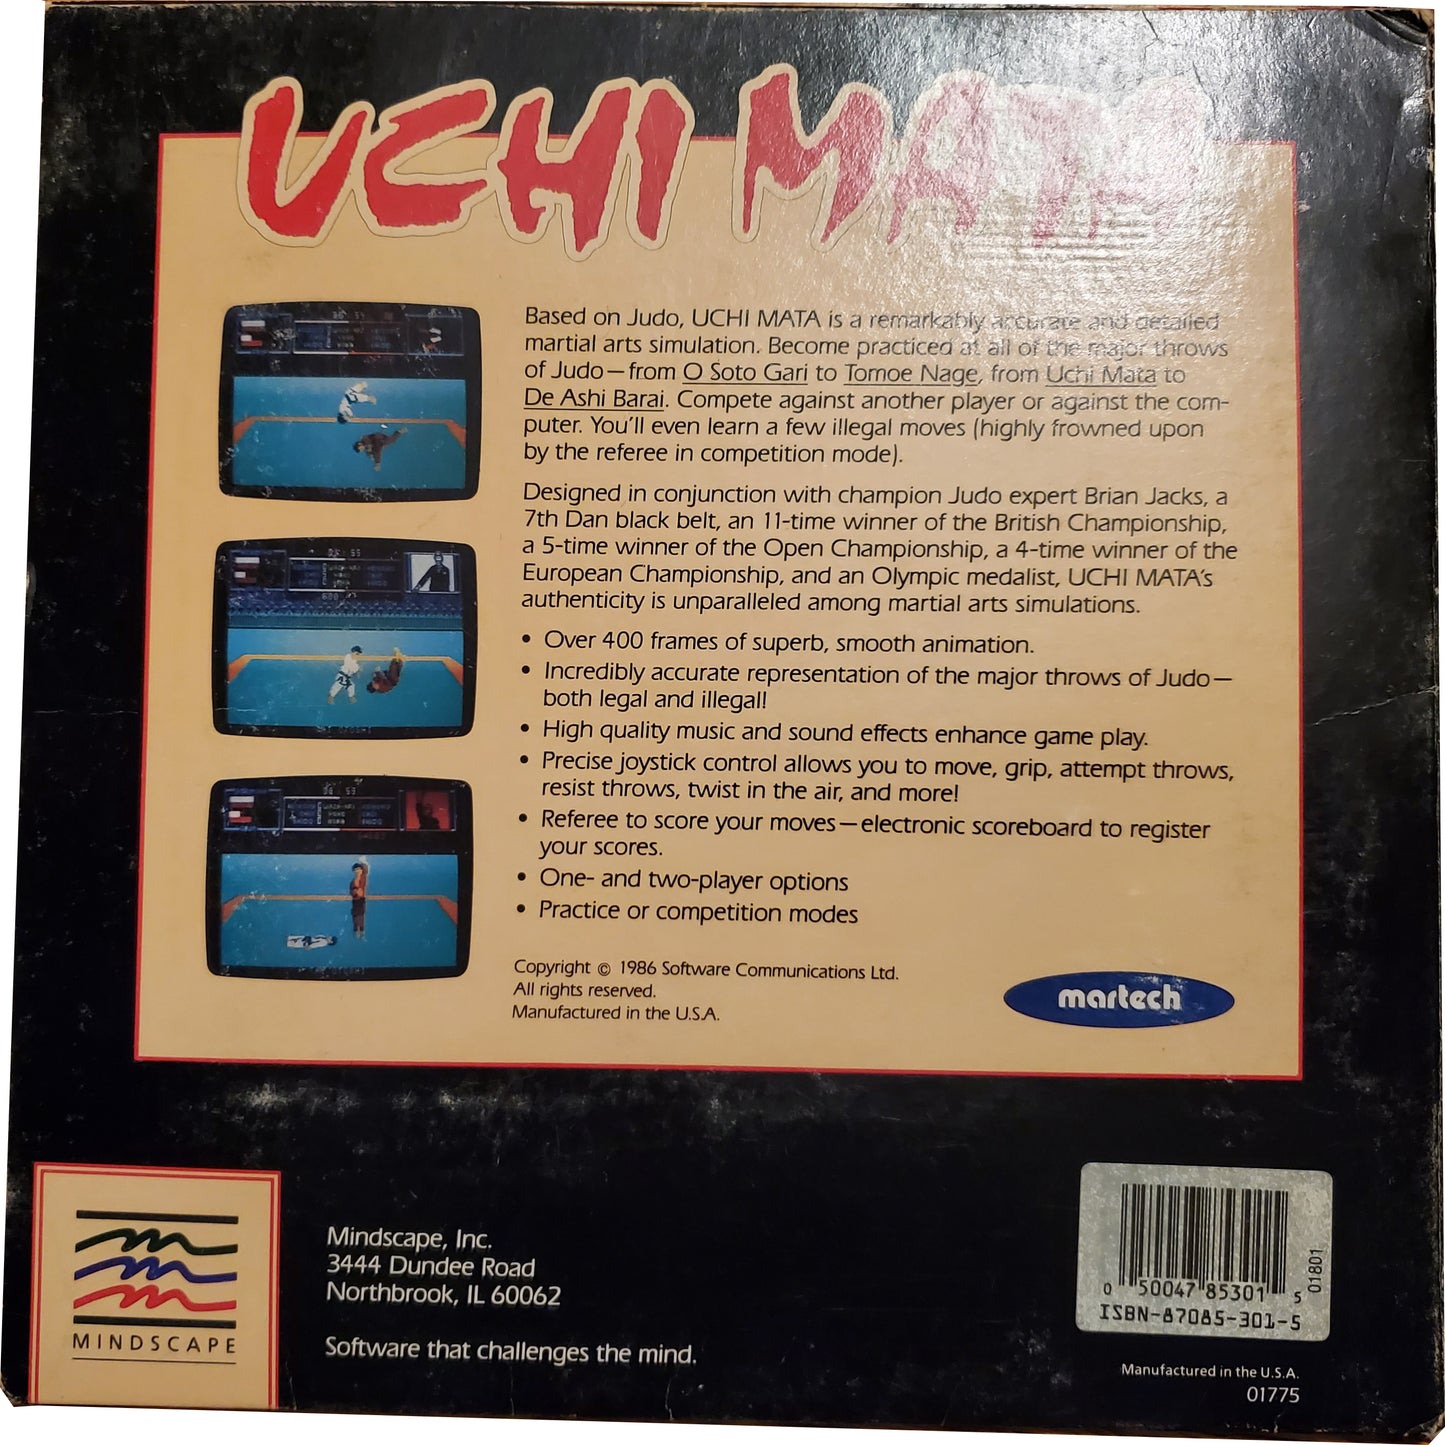 UCHI MATA
Based on Judo, UCHI MATA is a remarkably accurate and detailed
martial arts simulation. Become practiced at all of the major throws
of Judo—from O Soto Gari to Tomoe Nage, from Uchi Mata to
De Ashi Barai. Compete against another player or against the com-
puter. You'll even learn a few illegal moves (highly frowned upon
by the referee in competition mode).
Designed in conjunction with champion Judo expert Brian Jacks, a
7th Dan black belt, an 11-time winner of the British Championship,
a 5-time winner of the Open Championship, a 4-time winner of the
European Championship, and an Olympic medalist, UCHI MATA's
authenticity is unparalleled among martial arts simulations.
• Over 400 frames of superb, smooth animation.
• Incredibly accurate representation of the major throws of Judo—
both legal and illegal!
• High quality music and sound effects enhance game play.
• Precise joystick control allows you to move, grip, attempt throws,
resist throws, twist in the air, and more!
• Referee to score your moves—electronic scoreboard to register
your scores.
• One- and two-player options
• Practice or competition modes
Copyright © 1986 Software Communications Ltd.
All rights reserved.
Manufactured in the U.S.A.
martech
MINDSCAPE
Mindscape, Inc.
3444 Dundee Road
Northbrook, IL 60062
Software that challenges the mind.
0 50047 85301 5
01801
ISBN-87085-301-5
Manufactured in the U.S.A.
01775